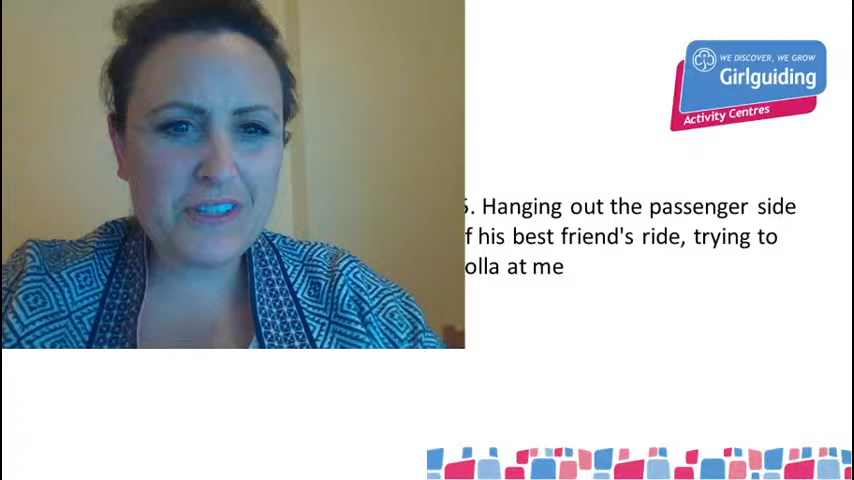 WE DISCOVER, WE GROW
Girlguiding
Activity Centres
5. Hanging out the passenger side
f his best friend's ride, trying to
olla at me